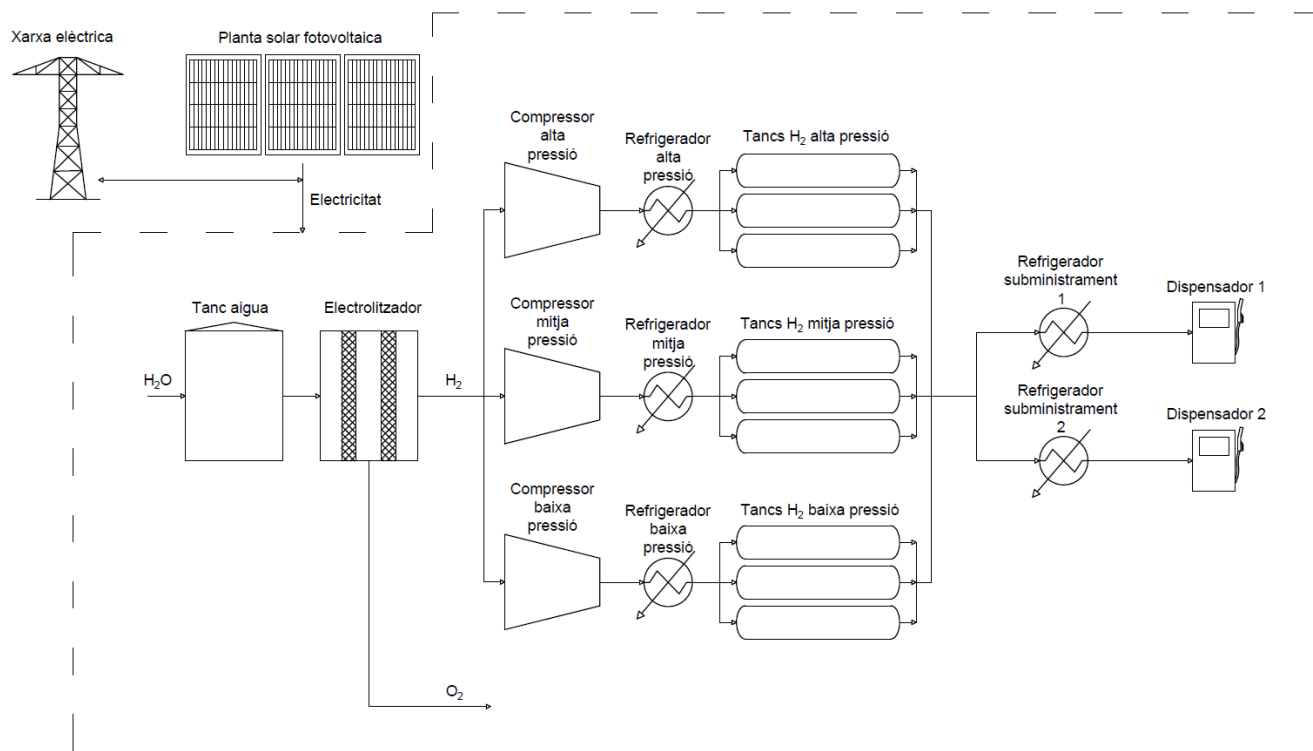 Xarxa elèctrica
Planta solar fotovoltaica
Electricitat
Compressor
alta
pressió
Refrigerador
alta
pressió
Tancs H₂ alta pressió
Tanc aigua
Electrolitzador
H₂O
H₂
Compressor
mitja
pressió
Refrigerador
mitja
pressió
Tancs H₂ mitja pressió
Refrigerador
subministrament
1
Dispensador 1
Refrigerador
subministrament
2
Dispensador 2
Compressor
baixa
pressió
Refrigerador
baixa
pressió
Tancs H₂ baixa pressió
O₂